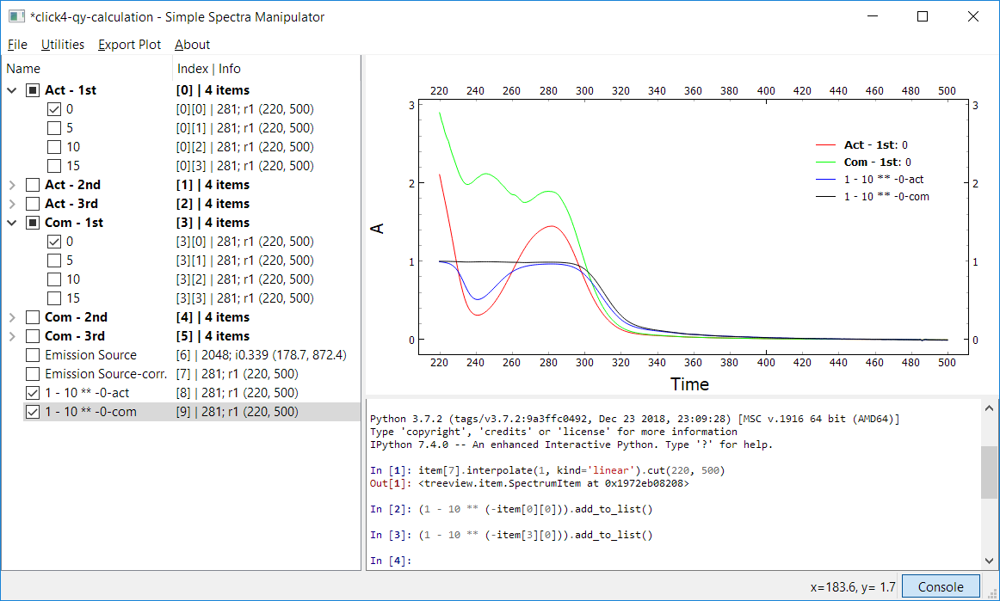 *click4-qy-calculation - Simple Spectra Manipulator
File Utilities Export Plot About
Name Index | Info
Act - 1st [0] | 4 items
0 [0][0] | 281; r1 (220, 500)
5 [0][1] | 281; r1 (220, 500)
10 [0][2] | 281; r1 (220, 500)
15 [0][3] | 281; r1 (220, 500)
Act - 2nd [1] | 4 items
Act - 3rd [2] | 4 items
Com - 1st [3] | 4 items
0 [3][0] | 281; r1 (220, 500)
5 [3][1] | 281; r1 (220, 500)
10 [3][2] | 281; r1 (220, 500)
15 [3][3] | 281; r1 (220, 500)
Com - 2nd [4] | 4 items
Com - 3rd [5] | 4 items
Emission Source [6] | 2048; i0.339 (178.7, 872.4)
Emission Source-corr. [7] | 281; r1 (220, 500)
1 - 10 ** -0-act [8] | 281; r1 (220, 500)
1 - 10 ** -0-com [9] | 281; r1 (220, 500)
220 240 260 280 300 320 340 360 380 400 420 440 460 480 500
3 3
Act - 1st: 0
Com - 1st: 0
1 - 10 ** -0-act
1 - 10 ** -0-com
2 2
A
1 1
0 0
220 240 260 280 300 320 340 360 380 400 420 440 460 480 500
Time
Python 3.7.2 (tags/v3.7.2:9a3ffc0492, Dec 23 2018, 23:09:28) [MSC v.1916 64 bit (AMD64)]
Type 'copyright', 'credits' or 'license' for more information
IPython 7.4.0 -- An enhanced Interactive Python. Type '?' for help.
In [1]: item[7].interpolate(1, kind='linear').cut(220, 500)
Out[1]: <treeview.item.SpectrumItem at 0x1972eb08208>
In [2]: (1 - 10 ** (-item[0][0])).add_to_list()
In [3]: (1 - 10 ** (-item[3][0])).add_to_list()
In [4]:
x=183.6, y= 1.7 Console